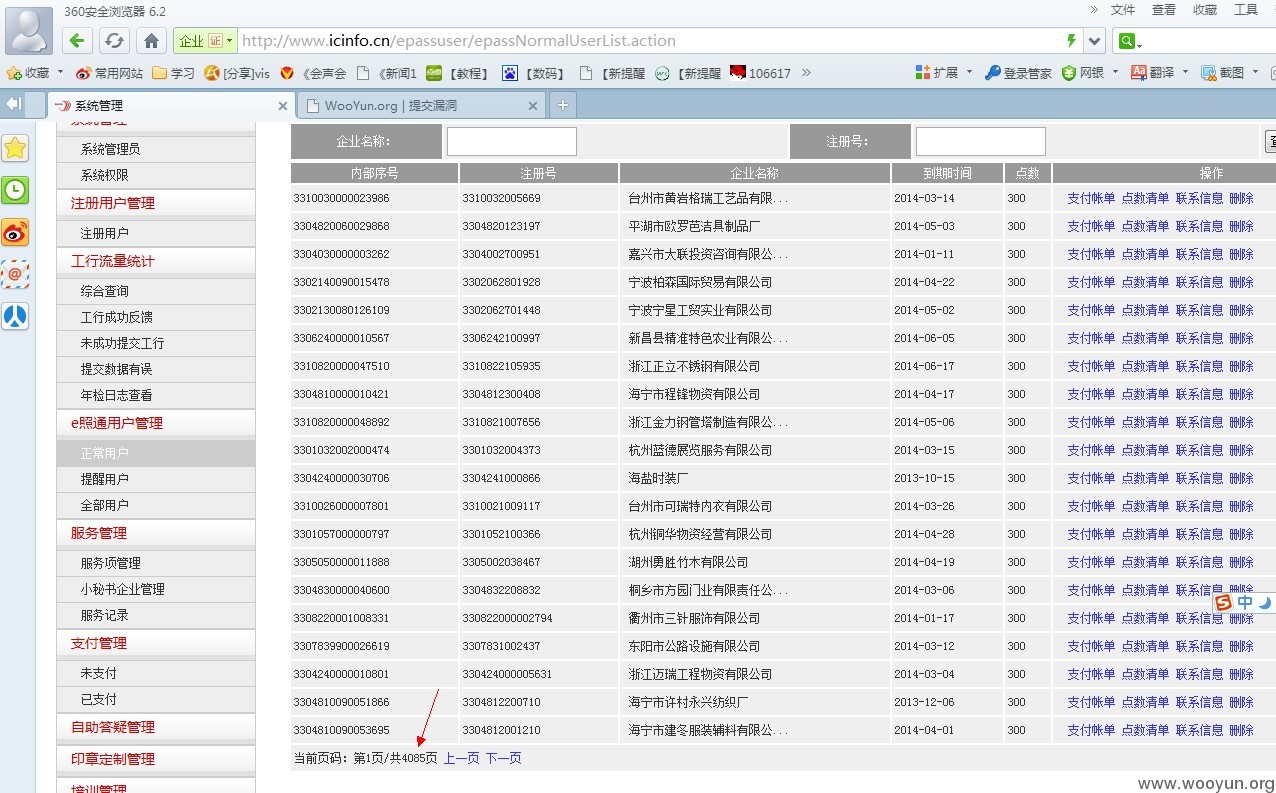 360安全浏览器 6.2
» 文件 查看 收藏 工具
企业 证 http://www.icinfo.cn/epassuser/epassNormalUserList.action
收藏 常用网站 学习 [分享]vis 《会声会 《新闻1 【教程】 【数码】 【新提醒 【新提醒 106617 » 扩展 登录管家 网银 翻译 截图
系统管理 WooYun.org | 提交漏洞
系统管理
系统管理员
系统权限
注册用户管理
注册用户
工行流量统计
综合查询
工行成功反馈
未成功提交工行
提交数据有误
年检日志查看
e照通用户管理
正常用户
提醒用户
全部用户
服务管理
服务项管理
小秘书企业管理
服务记录
支付管理
未支付
已支付
自助答疑管理
印章定制管理
培训管理
企业名称： 注册号：
内部序号 注册号 企业名称 到期时间 点数 操作
3310030000023986 3310032005669 台州市黄岩格瑞工艺品有限... 2014-03-14 300 支付帐单 点数清单 联系信息 删除
3304820060029868 3304820123197 平湖市欧罗芭洁具制品厂 2014-05-03 300 支付帐单 点数清单 联系信息 删除
3304030000003262 3304002700951 嘉兴市大联投资咨询有限公... 2014-01-11 300 支付帐单 点数清单 联系信息 删除
3302140090015478 3302062801928 宁波柏森国际贸易有限公司 2014-04-22 300 支付帐单 点数清单 联系信息 删除
3302130080126109 3302062701448 宁波宁星工贸实业有限公司 2014-05-02 300 支付帐单 点数清单 联系信息 删除
3306240000010567 3306242100997 新昌县精准特色农业有限公... 2014-06-05 300 支付帐单 点数清单 联系信息 删除
3310820000047510 3310822105935 浙江正立不锈钢有限公司 2014-06-17 300 支付帐单 点数清单 联系信息 删除
3304810000010421 3304812300408 海宁市程锋物资有限公司 2014-04-17 300 支付帐单 点数清单 联系信息 删除
3310820000048892 3310821007656 浙江金力钢管塔制造有限公... 2014-05-06 300 支付帐单 点数清单 联系信息 删除
3301032002000474 3301032004373 杭州蓝德展览服务有限公司 2014-03-15 300 支付帐单 点数清单 联系信息 删除
3304240000030706 3304241000866 海盐时装厂 2013-10-15 300 支付帐单 点数清单 联系信息 删除
3310026000007801 3310021009117 台州市可瑞特内衣有限公司 2014-03-26 300 支付帐单 点数清单 联系信息 删除
3301057000000797 3301052100366 杭州铜华物资经营有限公司 2014-04-28 300 支付帐单 点数清单 联系信息 删除
3305050000011888 3305002038467 湖州勇胜竹木有限公司 2014-04-19 300 支付帐单 点数清单 联系信息 删除
3304830000040600 3304832208832 桐乡市方园门业有限责任公... 2014-03-06 300 支付帐单 点数清单 联系信息 删除
3308220001008331 330822000002794 衢州市三针服饰有限公司 2014-01-17 300 支付帐单 点数清单 联系信息 删除
3307839900026619 3307831002437 东阳市公路设施有限公司 2014-03-12 300 支付帐单 点数清单 联系信息 删除
3304240000010801 330424000005631 浙江迈瑞工程物资有限公司 2014-03-04 300 支付帐单 点数清单 联系信息 删除
3304810090051866 3304812200710 海宁市许村永兴纺织厂 2013-12-06 300 支付帐单 点数清单 联系信息 删除
3304810090053695 3304812001210 海宁市建冬服装辅料有限公... 2014-04-01 300 支付帐单 点数清单 联系信息 删除
当前页码：第1页/共4085页 上一页 下一页
S 中
www.wooyun.org